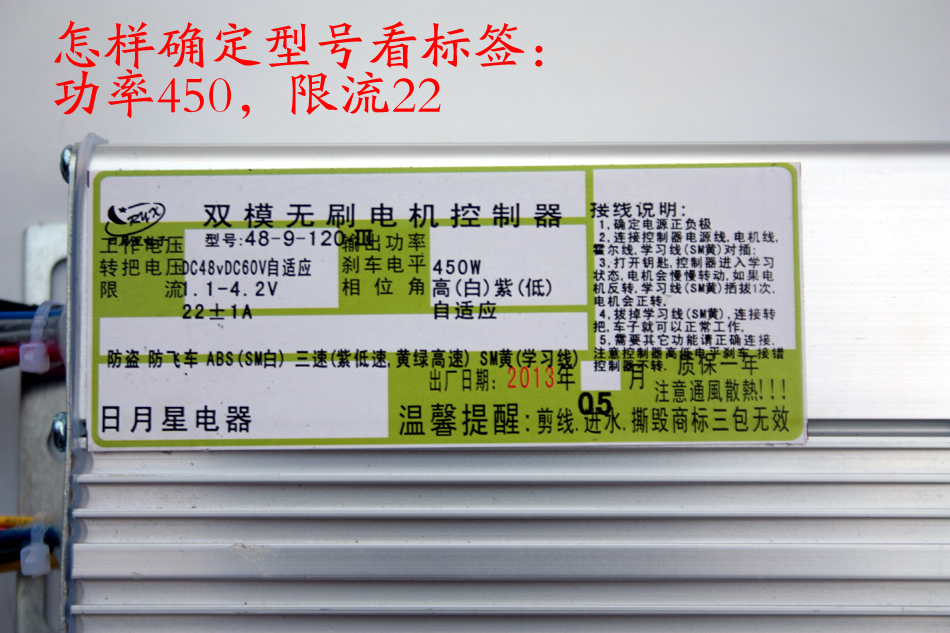 怎样确定型号看标签：
功率450，限流22
RYX
双模无刷电机控制器
型号:48-9-120-Ⅲ
工作电压
DC48vDC60V自适应
转把电压
1.1-4.2V
限 流
22±1A
输出功率
450W
刹车电平
高(白)紫(低)
相位角
自适应
防盗 防飞车 ABS(SM白) 三速(紫低速,黄绿高速) SM黄(学习线)
出厂日期: 2013年 05 月
日月星电器
温馨提醒:剪线.进水.撕毁商标三包无效
接线说明:
1,确定电源正负极
2,连接控制器电源线,电机线,
霍尔线,学习线(SM黄)对插;
3,打开钥匙,控制器进入学习
状态,电机会慢慢转动,如果电
机反转,学习线(SM黄)插拔1次,
电机会正转.
4,拔掉学习线(SM黄),连接转
把,车子就可以正常工作.
5,需要其它功能请正确连接.
注意控制器高低电平刹车,接错
控制器不转.
质保一年
注意通風散熱!!!